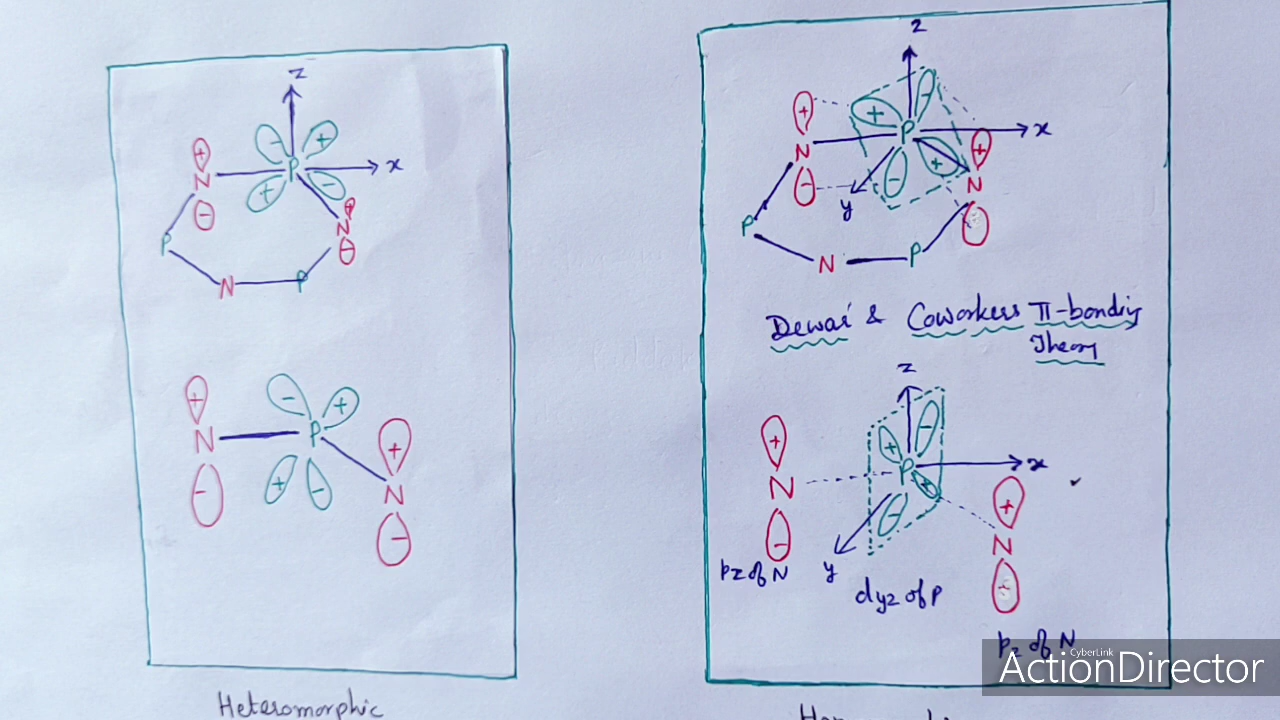 z
+
-
+
P
x
N
+
-
-
+
N
-
P
N
P
+
-
+
P
N
+
-
+
-
N
-
Heteromorphic
z
+
-
+
P
x
+
N
+
-
-
N
y
P
N
P
Dewar & Coworkers π-bonding
Theory
z
+
-
+
P
x
N
+
+
-
-
N
pz of N
y
dyz of P
pz of N
CyberLink
ActionDirector